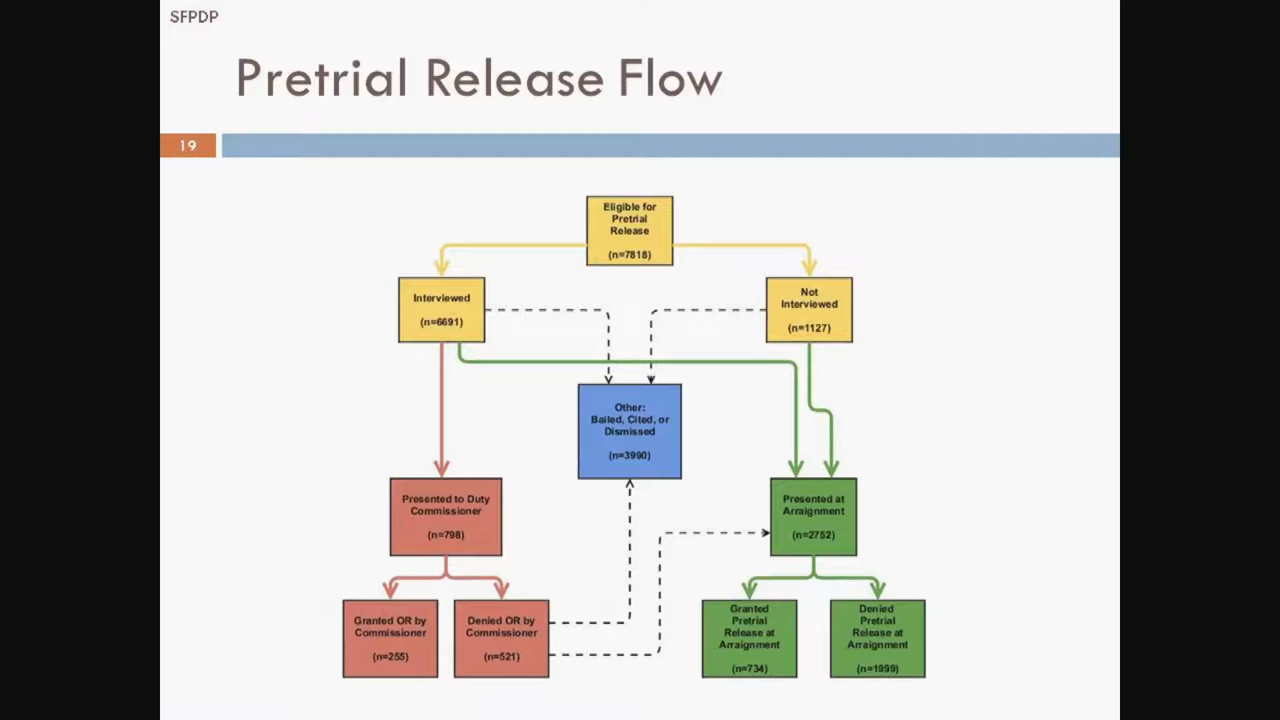 SFPDP
Pretrial Release Flow
19
Eligible for
Pretrial
Release
(n=7818)
Interviewed
(n=6691)
Not
Interviewed
(n=1127)
Other:
Bailed, Cited, or
Dismissed
(n=3990)
Presented to Duty
Commissioner
(n=798)
Presented at
Arraignment
(n=2752)
Granted OR by
Commissioner
(n=255)
Denied OR by
Commissioner
(n=521)
Granted
Pretrial
Release at
Arraignment
(n=734)
Denied
Pretrial
Release at
Arraignment
(n=1999)